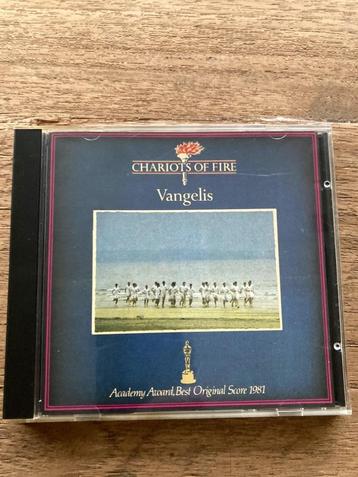 CHARIOTS OF FIRE
Vangelis
Academy Award, Best Original Score 1981